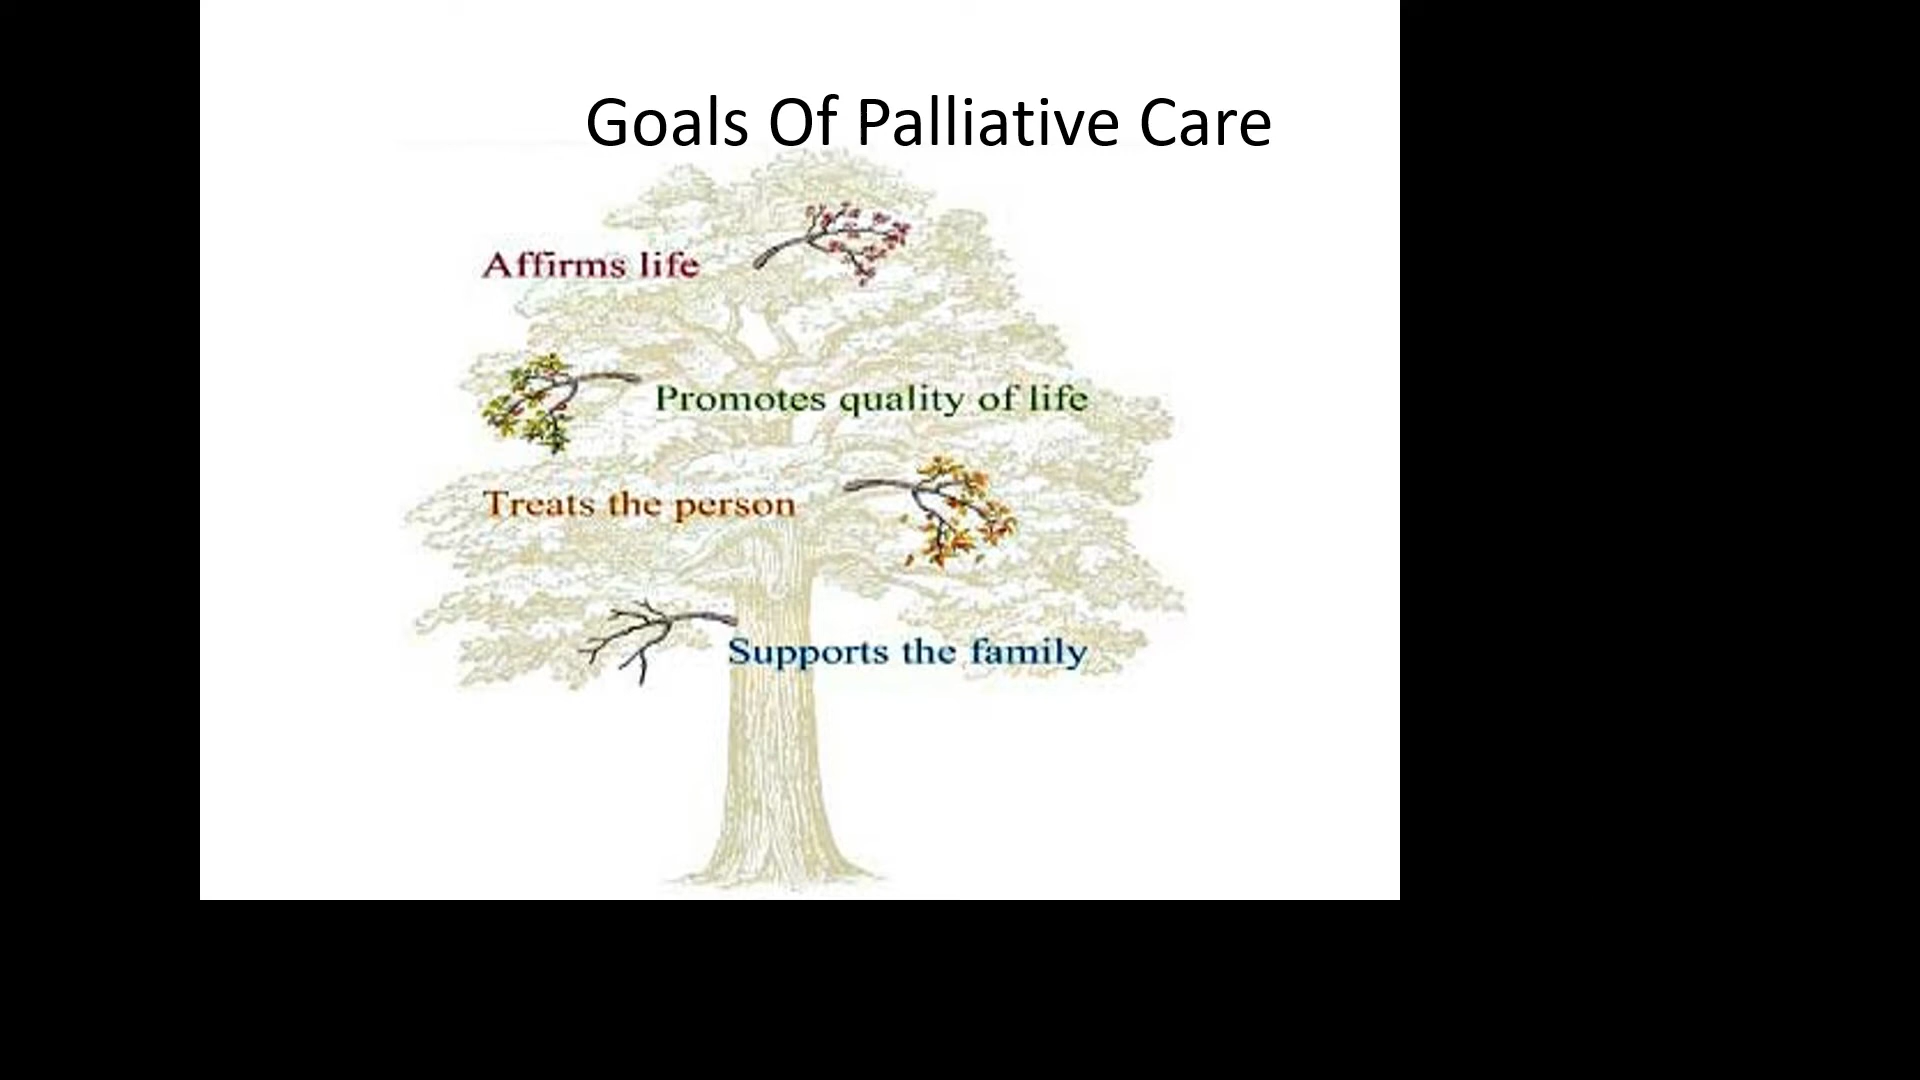 Goals Of Palliative Care
Affirms life
Promotes quality of life
Treats the person
Supports the family